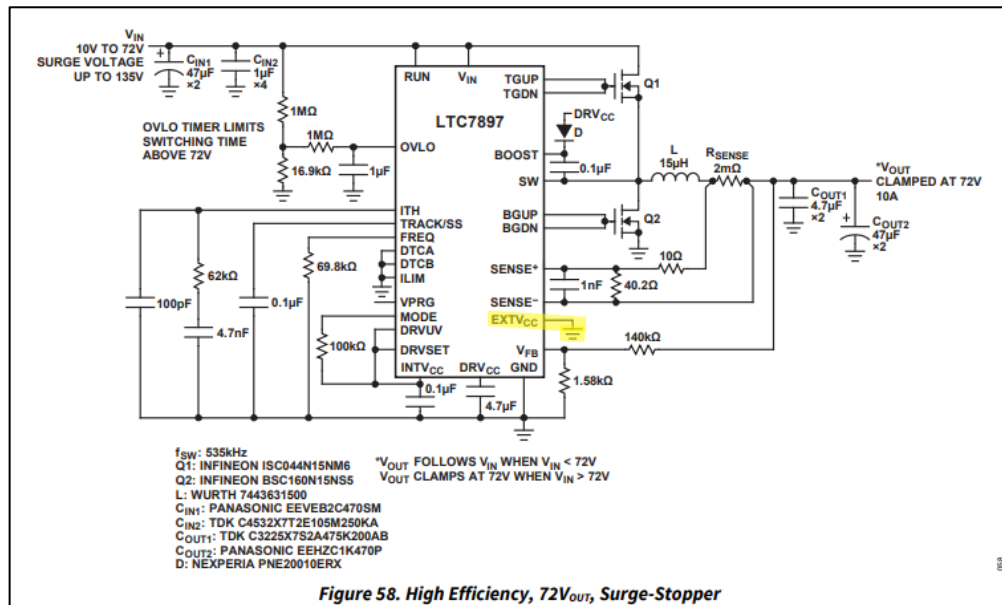 VIN
10V TO 72V
SURGE VOLTAGE
UP TO 135V
+
CIN1
47µF
×2
CIN2
1µF
×4
RUN
VIN
TGUP
TGDN
Q1
1MΩ
LTC7897
DRVCC
D
OVLO TIMER LIMITS
SWITCHING TIME
ABOVE 72V
1MΩ
OVLO
BOOST
0.1µF
L
15µH
RSENSE
2mΩ
16.9kΩ
1µF
SW
*VOUT
CLAMPED AT 72V
10A
COUT1
4.7µF
×2
+
COUT2
47µF
×2
ITH
TRACK/SS
FREQ
DTCA
DTCB
ILIM
BGUP
BGDN
Q2
62kΩ
69.8kΩ
SENSE+
10Ω
1nF
40.2Ω
100pF
0.1µF
VPRG
SENSE−
4.7nF
MODE
DRVUV
DRVSET
EXTVCC
100kΩ
VFB
140kΩ
INTVCC
DRVCC
GND
0.1µF
4.7µF
1.58kΩ
fSW: 535kHz
Q1: INFINEON ISC044N15NM6
Q2: INFINEON BSC160N15NS5
L: WURTH 7443631500
CIN1: PANASONIC EEVEB2C470SM
CIN2: TDK C4532X7T2E105M250KA
COUT1: TDK C3225X7S2A475K200AB
COUT2: PANASONIC EEHZC1K470P
D: NEXPERIA PNE20010ERX
*VOUT FOLLOWS VIN WHEN VIN < 72V
VOUT CLAMPS AT 72V WHEN VIN > 72V
058
Figure 58. High Efficiency, 72VOUT, Surge-Stopper